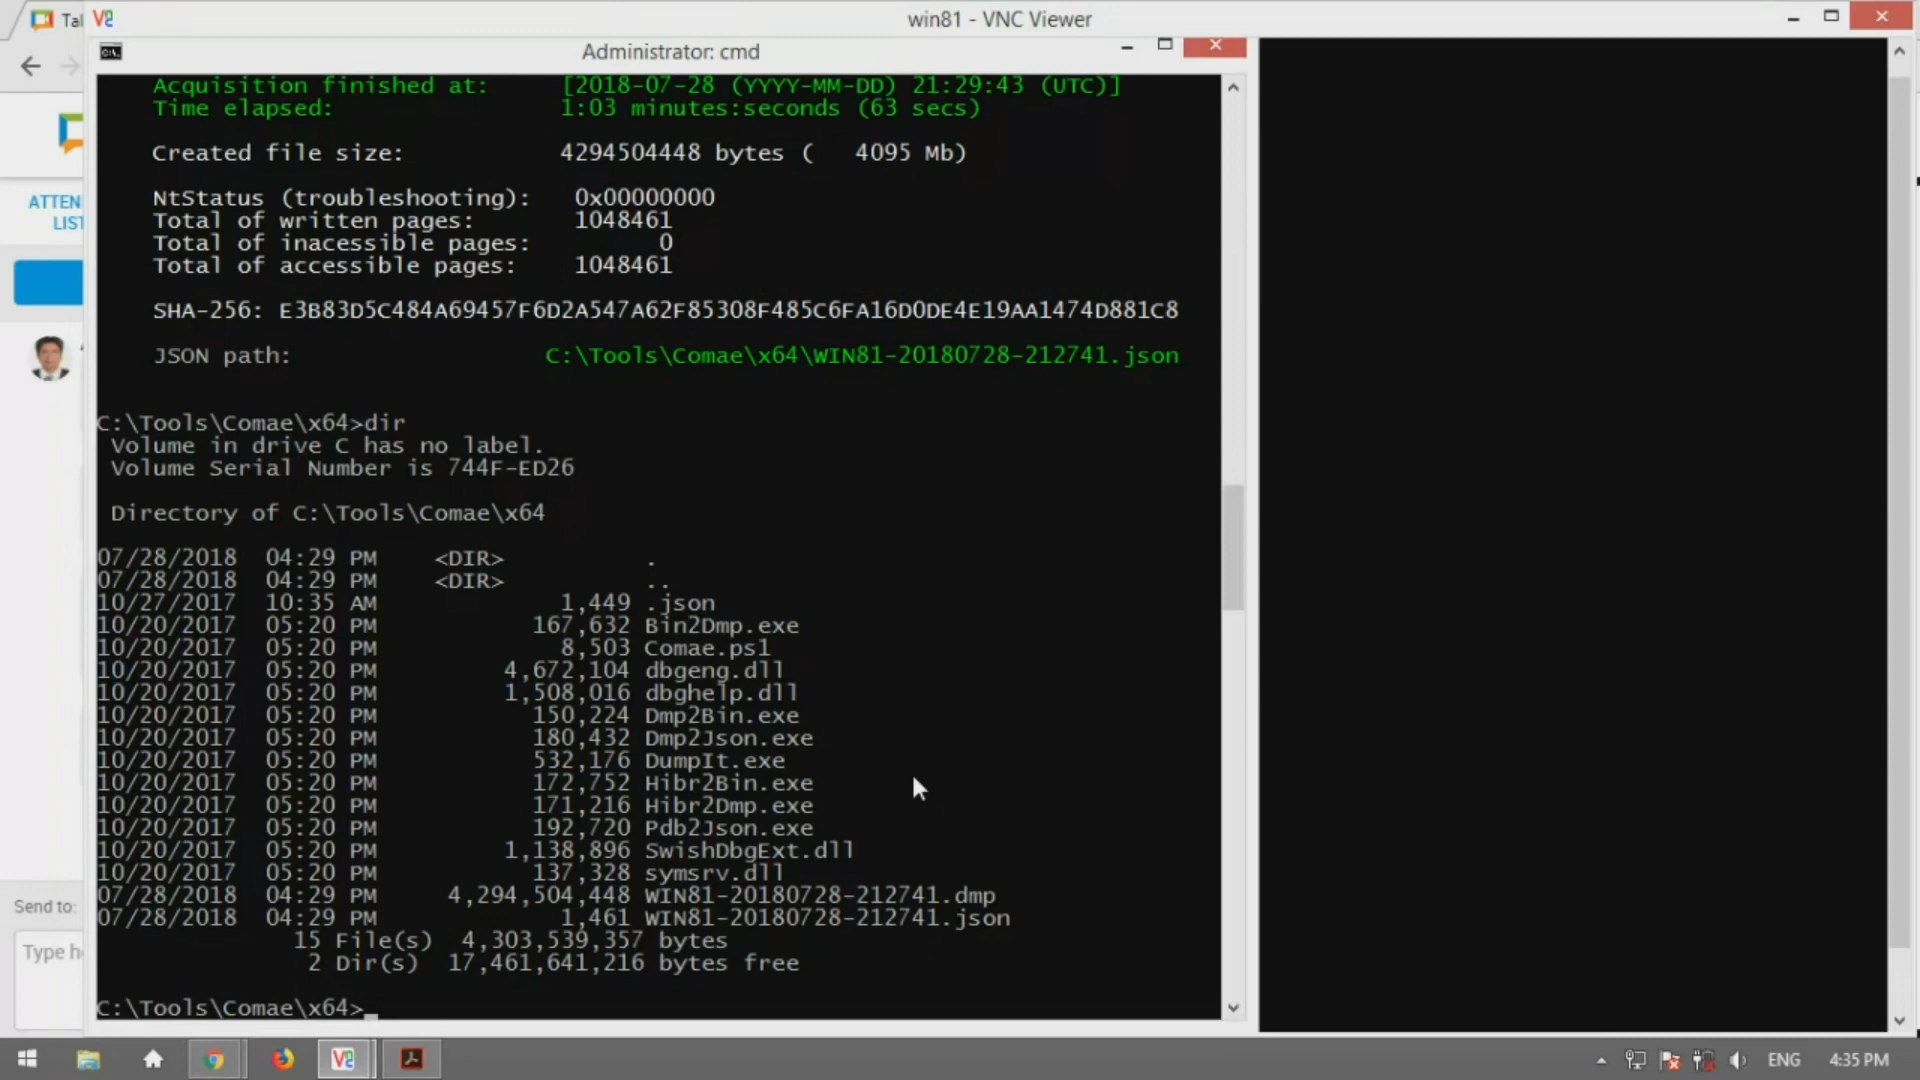 Tal
win81 - VNC Viewer
Administrator: cmd
Acquisition finished at: [2018-07-28 (YYYY-MM-DD) 21:29:43 (UTC)]
Time elapsed: 1:03 minutes:seconds (63 secs)
Created file size: 4294504448 bytes ( 4095 Mb)
NtStatus (troubleshooting): 0x00000000
Total of written pages: 1048461
Total of inaccessible pages: 0
Total of accessible pages: 1048461
SHA-256: E3B83D5C484A69457F6D2A547A62F85308F485C6FA16D0DE4E19AA1474D881C8
JSON path: C:\Tools\Comae\x64\WIN81-20180728-212741.json
C:\Tools\Comae\x64>dir
Volume in drive C has no label.
Volume Serial Number is 744F-ED26
Directory of C:\Tools\Comae\x64
07/28/2018 04:29 PM <DIR> .
07/28/2018 04:29 PM <DIR> ..
10/27/2017 10:35 AM 1,449 .json
10/20/2017 05:20 PM 167,632 Bin2Dmp.exe
10/20/2017 05:20 PM 8,503 Comae.ps1
10/20/2017 05:20 PM 4,672,104 dbgeng.dll
10/20/2017 05:20 PM 1,508,016 dbghelp.dll
10/20/2017 05:20 PM 150,224 Dmp2Bin.exe
10/20/2017 05:20 PM 180,432 Dmp2Json.exe
10/20/2017 05:20 PM 532,176 DumpIt.exe
10/20/2017 05:20 PM 172,752 Hibr2Bin.exe
10/20/2017 05:20 PM 171,216 Hibr2Dmp.exe
10/20/2017 05:20 PM 192,720 Pdb2Json.exe
10/20/2017 05:20 PM 1,138,896 SwishDbgExt.dll
10/20/2017 05:20 PM 137,328 symsrv.dll
07/28/2018 04:29 PM 4,294,504,448 WIN81-20180728-212741.dmp
07/28/2018 04:29 PM 1,461 WIN81-20180728-212741.json
15 File(s) 4,303,539,357 bytes
2 Dir(s) 17,461,641,216 bytes free
C:\Tools\Comae\x64>_
ATTEN
LIST
Send to:
Type h
ENG 4:35 PM